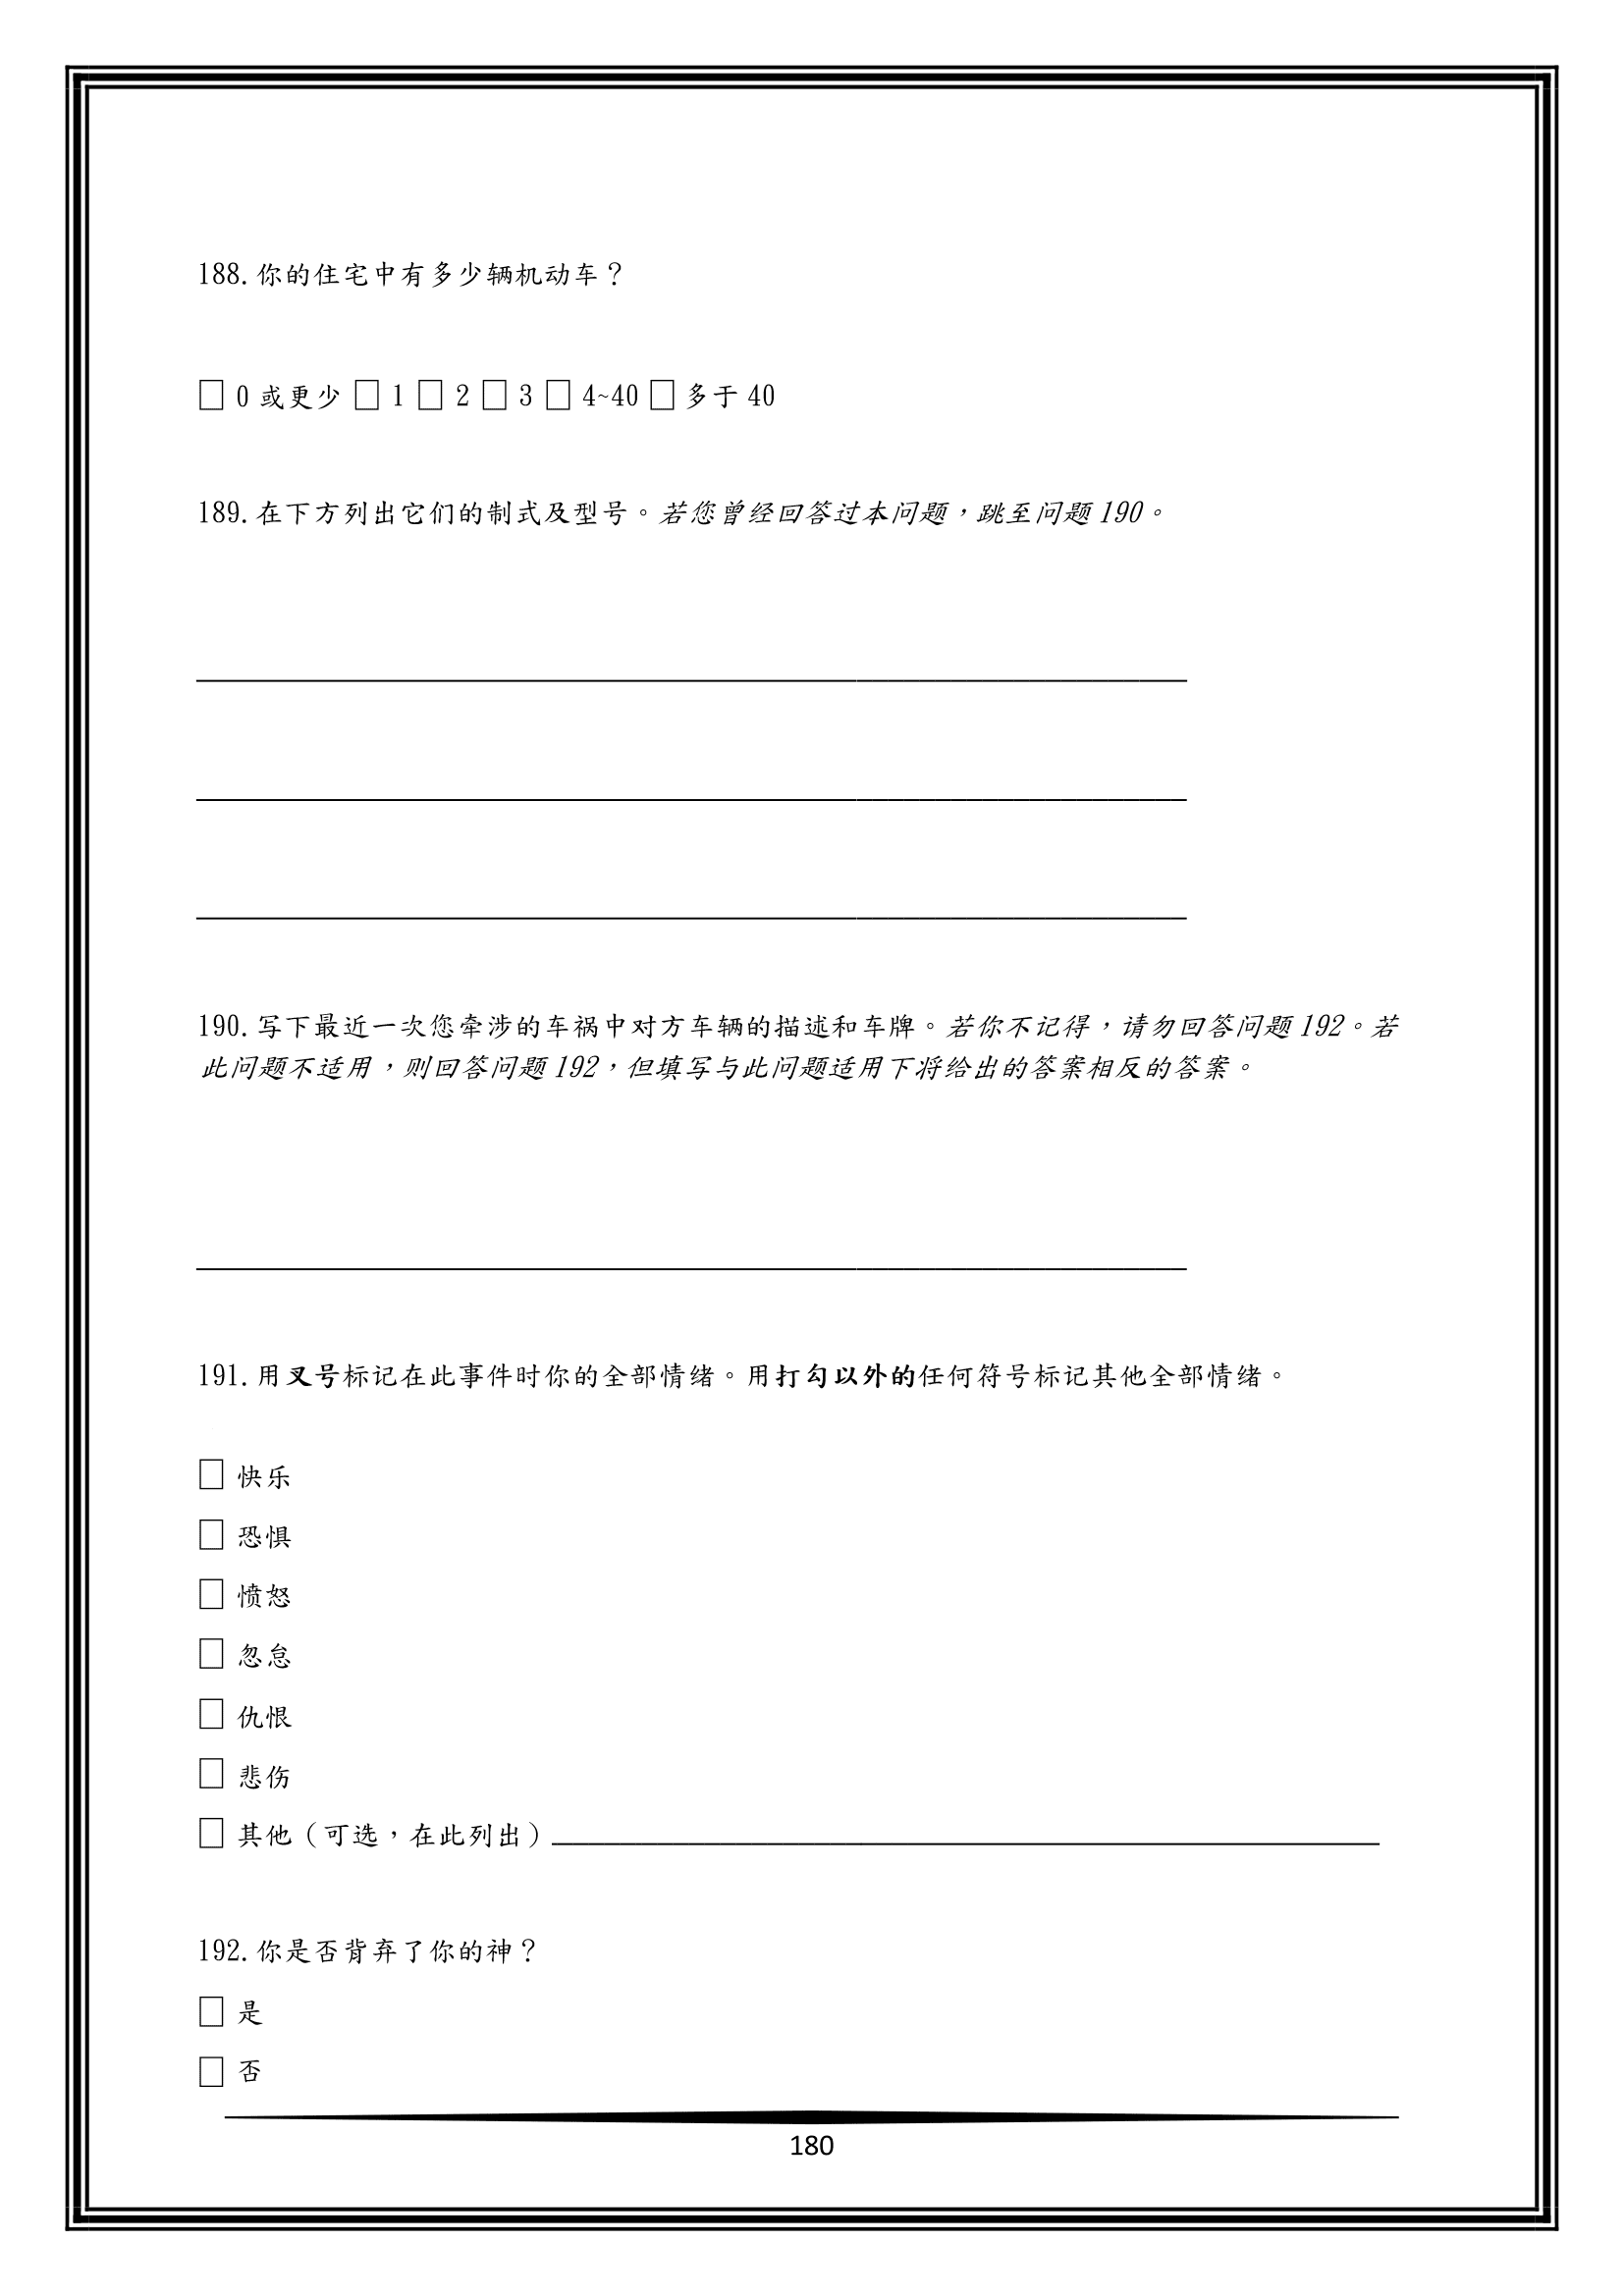 188.你的住宅中有多少辆机动车？
□ 0 或更少 □ 1 □ 2 □ 3 □ 4~40 □ 多于 40
189.在下方列出它们的制式及型号。若您曾经回答过本问题，跳至问题 190。
190.写下最近一次您牵涉的车祸中对方车辆的描述和车牌。若你不记得，请勿回答问题 192。若
此问题不适用，则回答问题 192，但填写与此问题适用下将给出的答案相反的答案。
191.用叉号标记在此事件时你的全部情绪。用打勾以外的任何符号标记其他全部情绪。
□ 快乐
□ 恐惧
□ 愤怒
□ 忽怠
□ 仇恨
□ 悲伤
□ 其他（可选，在此列出）
192.你是否背弃了你的神？
□ 是
□ 否
180